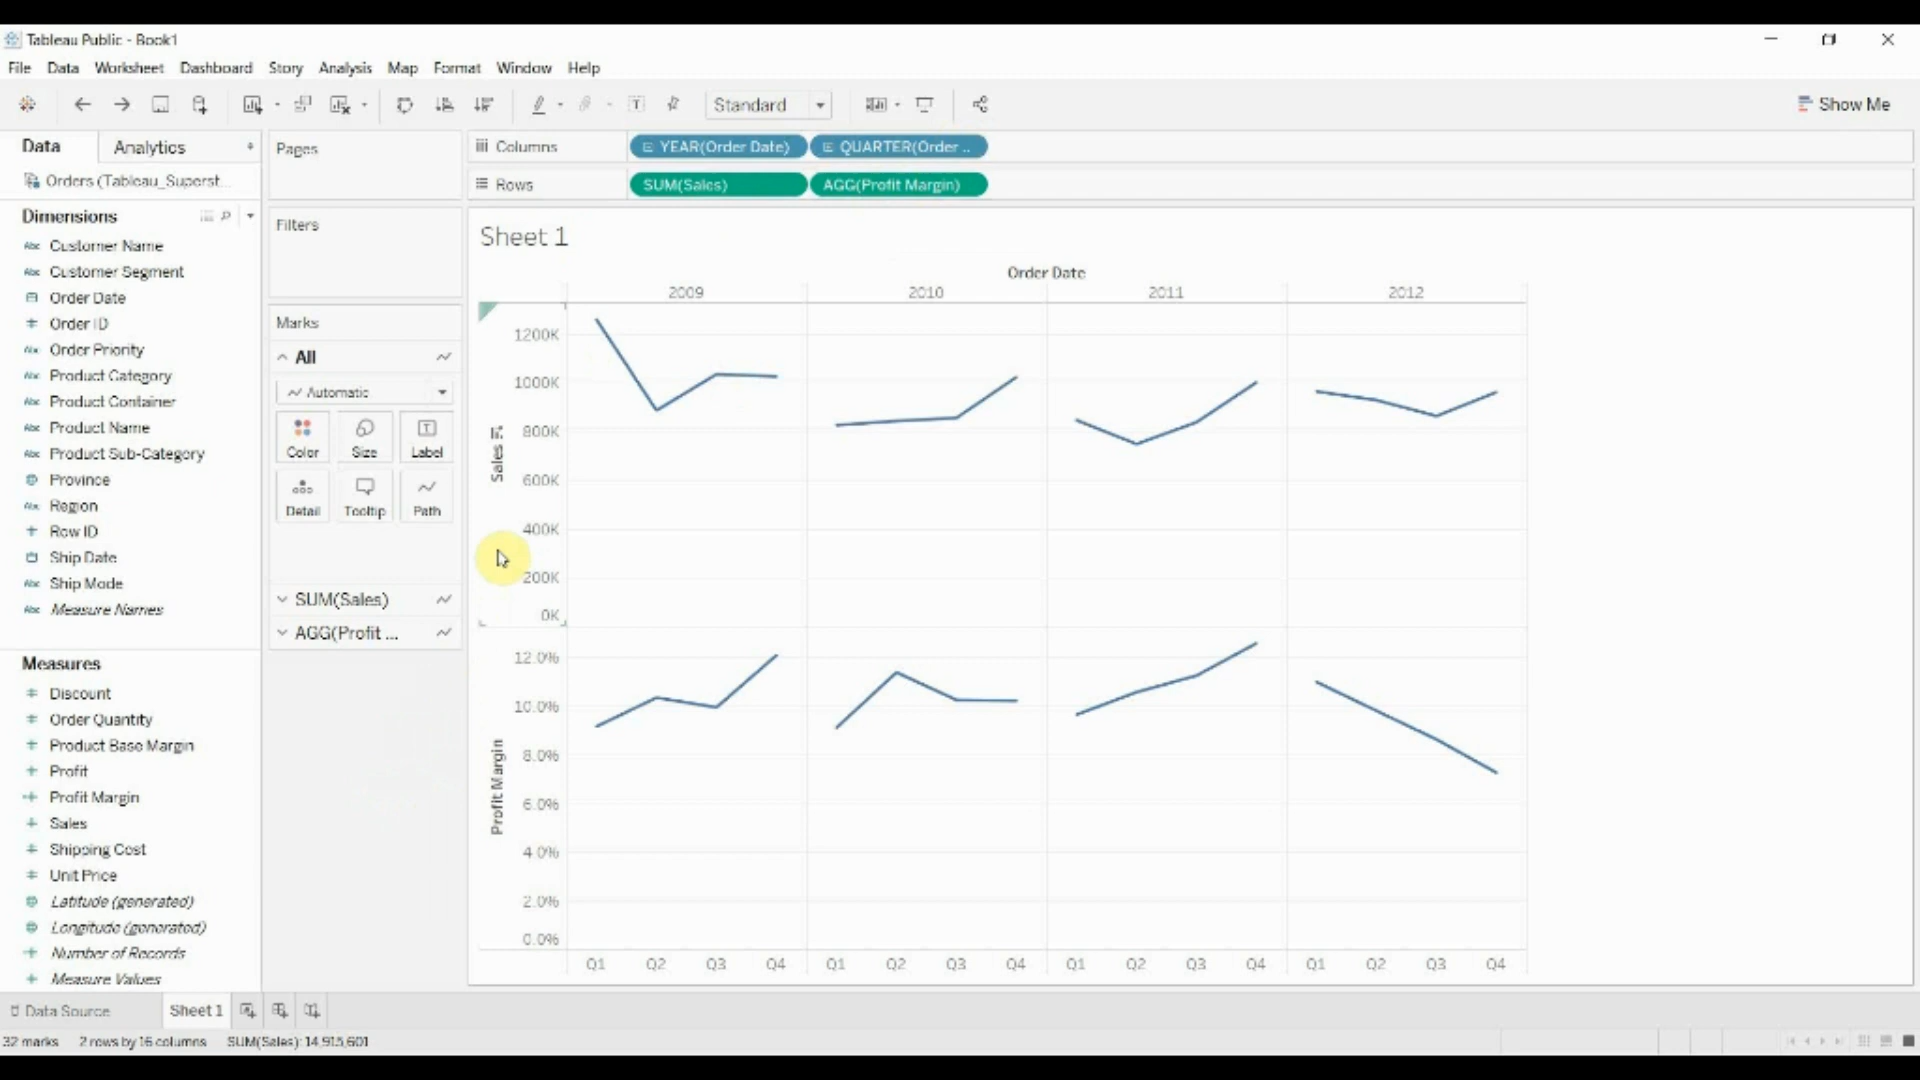 Tableau Public - Book1
File Data Worksheet Dashboard Story Analysis Map Format Window Help
Standard
Show Me
Data Analytics
Pages
Columns
YEAR(Order Date)
QUARTER(Order ..
Orders (Tableau_Superst...
Rows
SUM(Sales)
AGG(Profit Margin)
Dimensions
Customer Name
Customer Segment
Order Date
Order ID
Order Priority
Product Category
Product Container
Product Name
Product Sub-Category
Province
Region
Row ID
Ship Date
Ship Mode
Measure Names
Measures
Discount
Order Quantity
Product Base Margin
Profit
Profit Margin
Sales
Shipping Cost
Unit Price
Latitude (generated)
Longitude (generated)
Number of Records
Measure Values
Filters
Marks
All
Automatic
Color Size Label
Detail Tooltip Path
SUM(Sales)
AGG(Profit ...
Sheet 1
Order Date
2009 2010 2011 2012
Sales
1200K
1000K
800K
600K
400K
200K
0K
Profit Margin
12.0%
10.0%
8.0%
6.0%
4.0%
2.0%
0.0%
Q1 Q2 Q3 Q4 Q1 Q2 Q3 Q4 Q1 Q2 Q3 Q4 Q1 Q2 Q3 Q4
Data Source Sheet 1
32 marks 2 rows by 16 columns SUM(Sales): 14,915,601